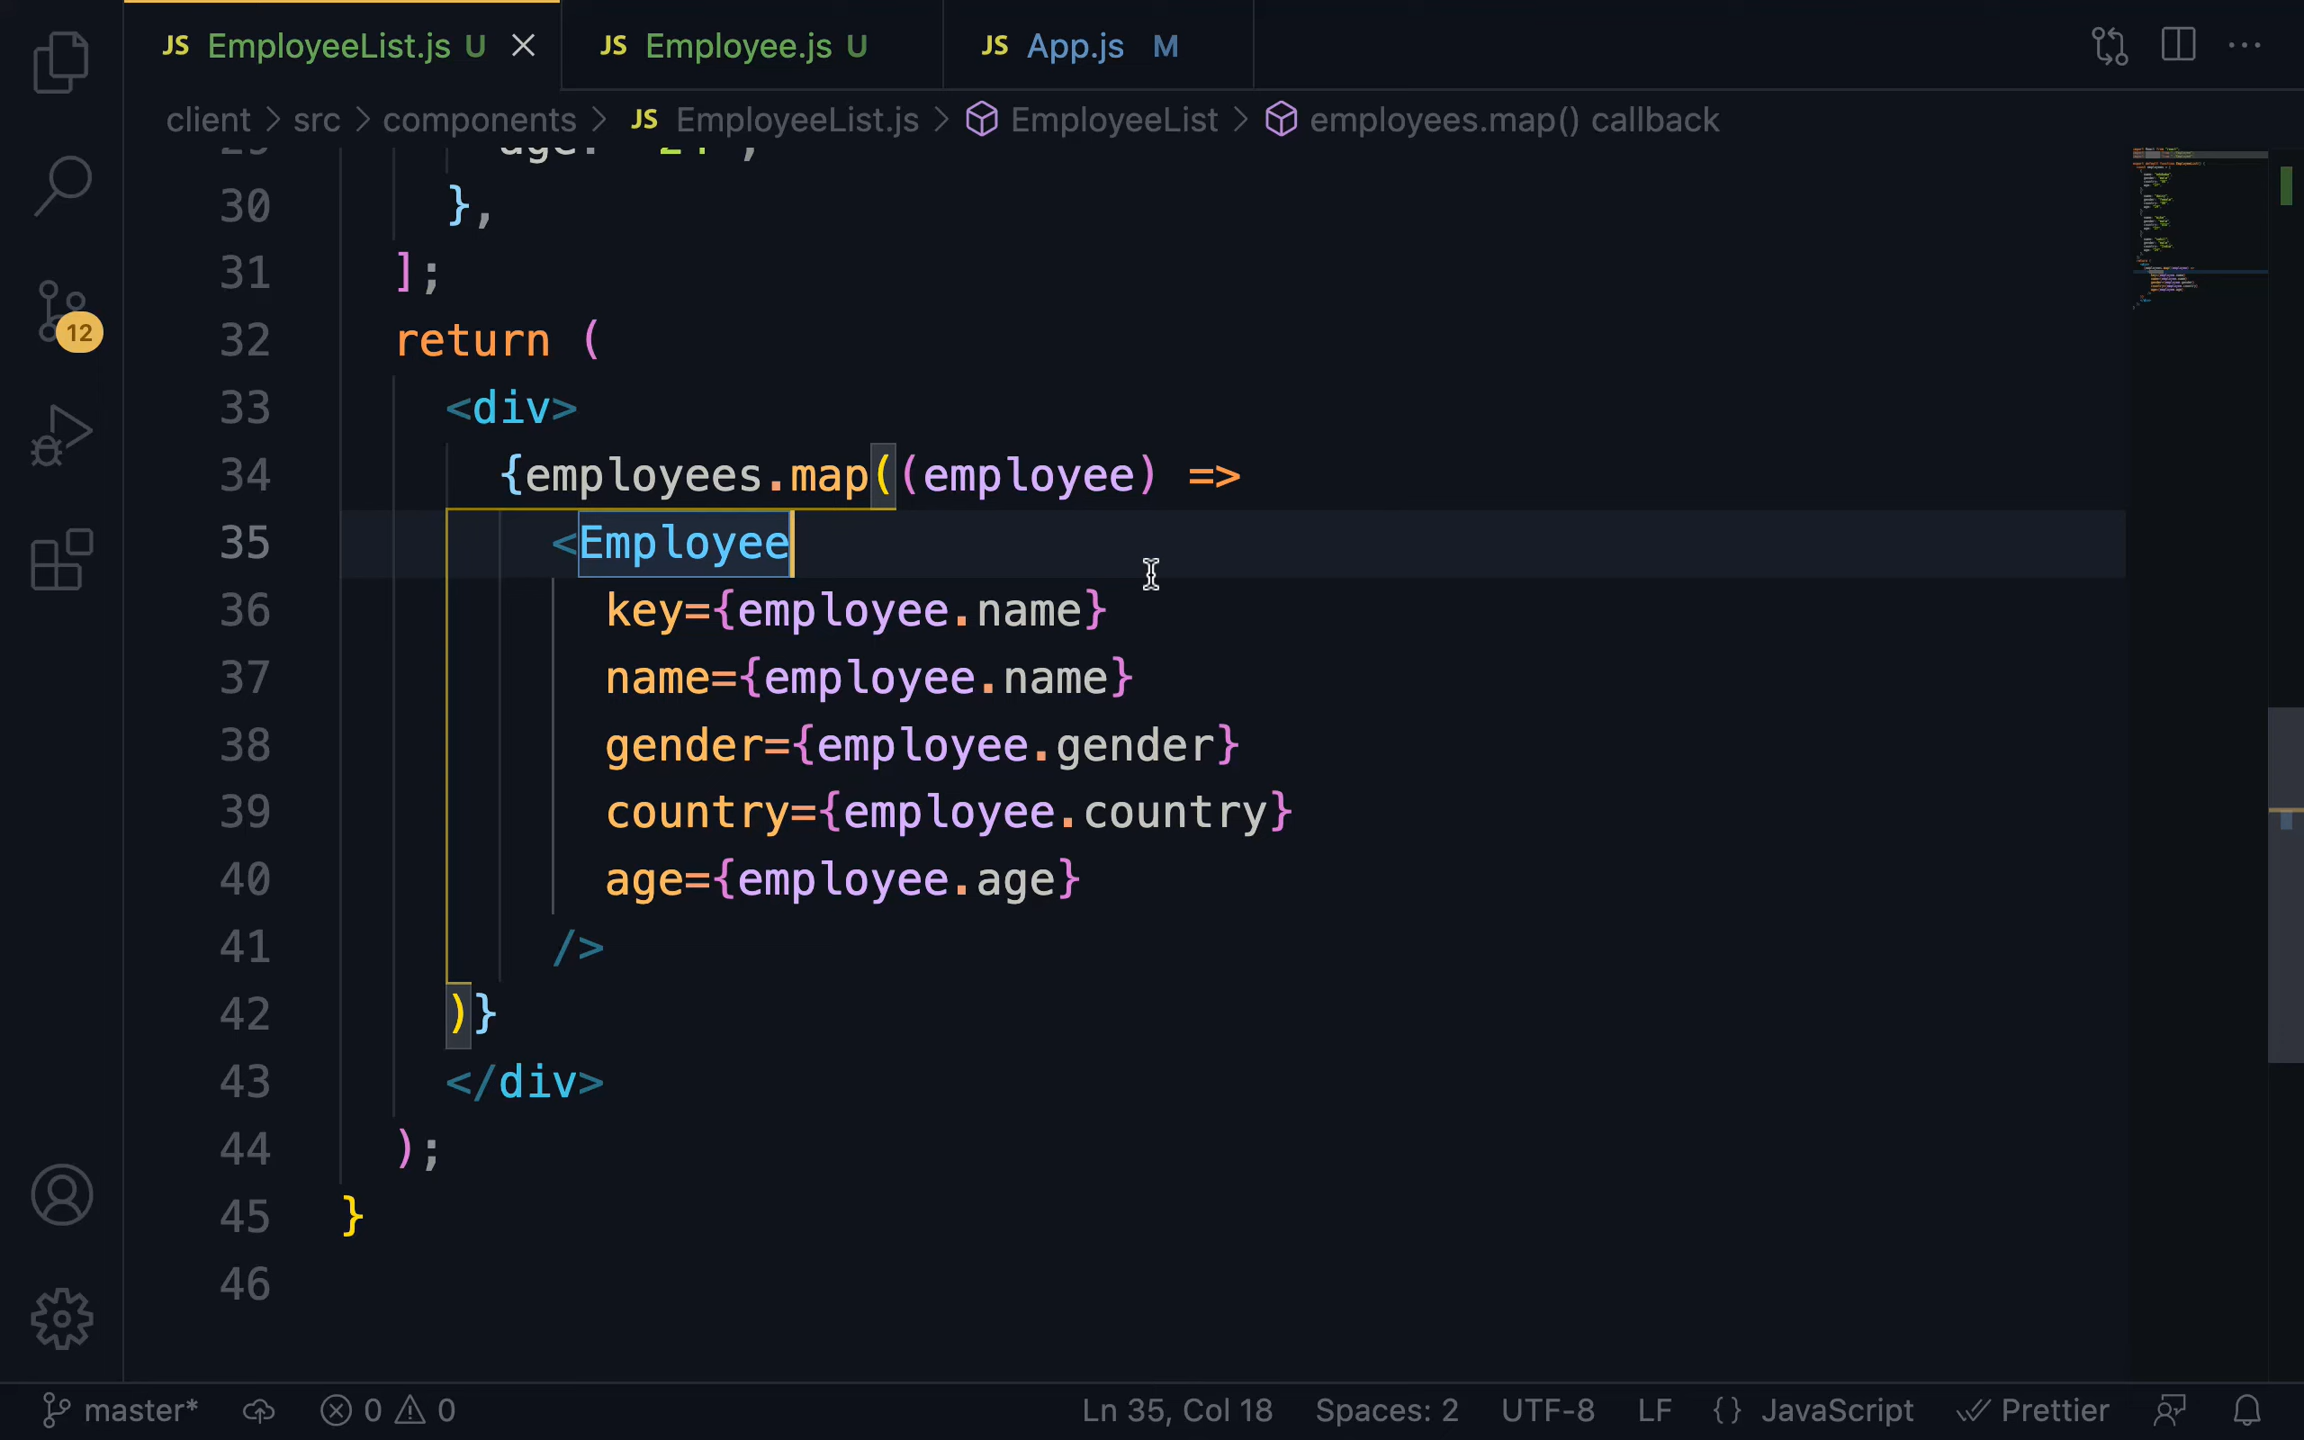 JS EmployeeList.js U
JS Employee.js U
JS App.js M
client > src > components > JS EmployeeList.js > EmployeeList > employees.map() callback
30 },
31 ];
32 return (
33 <div>
34 {employees.map((employee) =>
35 <Employee
36 key={employee.name}
37 name={employee.name}
38 gender={employee.gender}
39 country={employee.country}
40 age={employee.age}
41 />
42 )}
43 </div>
44 );
45 }
46
12
master* 0 0 Ln 35, Col 18 Spaces: 2 UTF-8 LF {} JavaScript Prettier